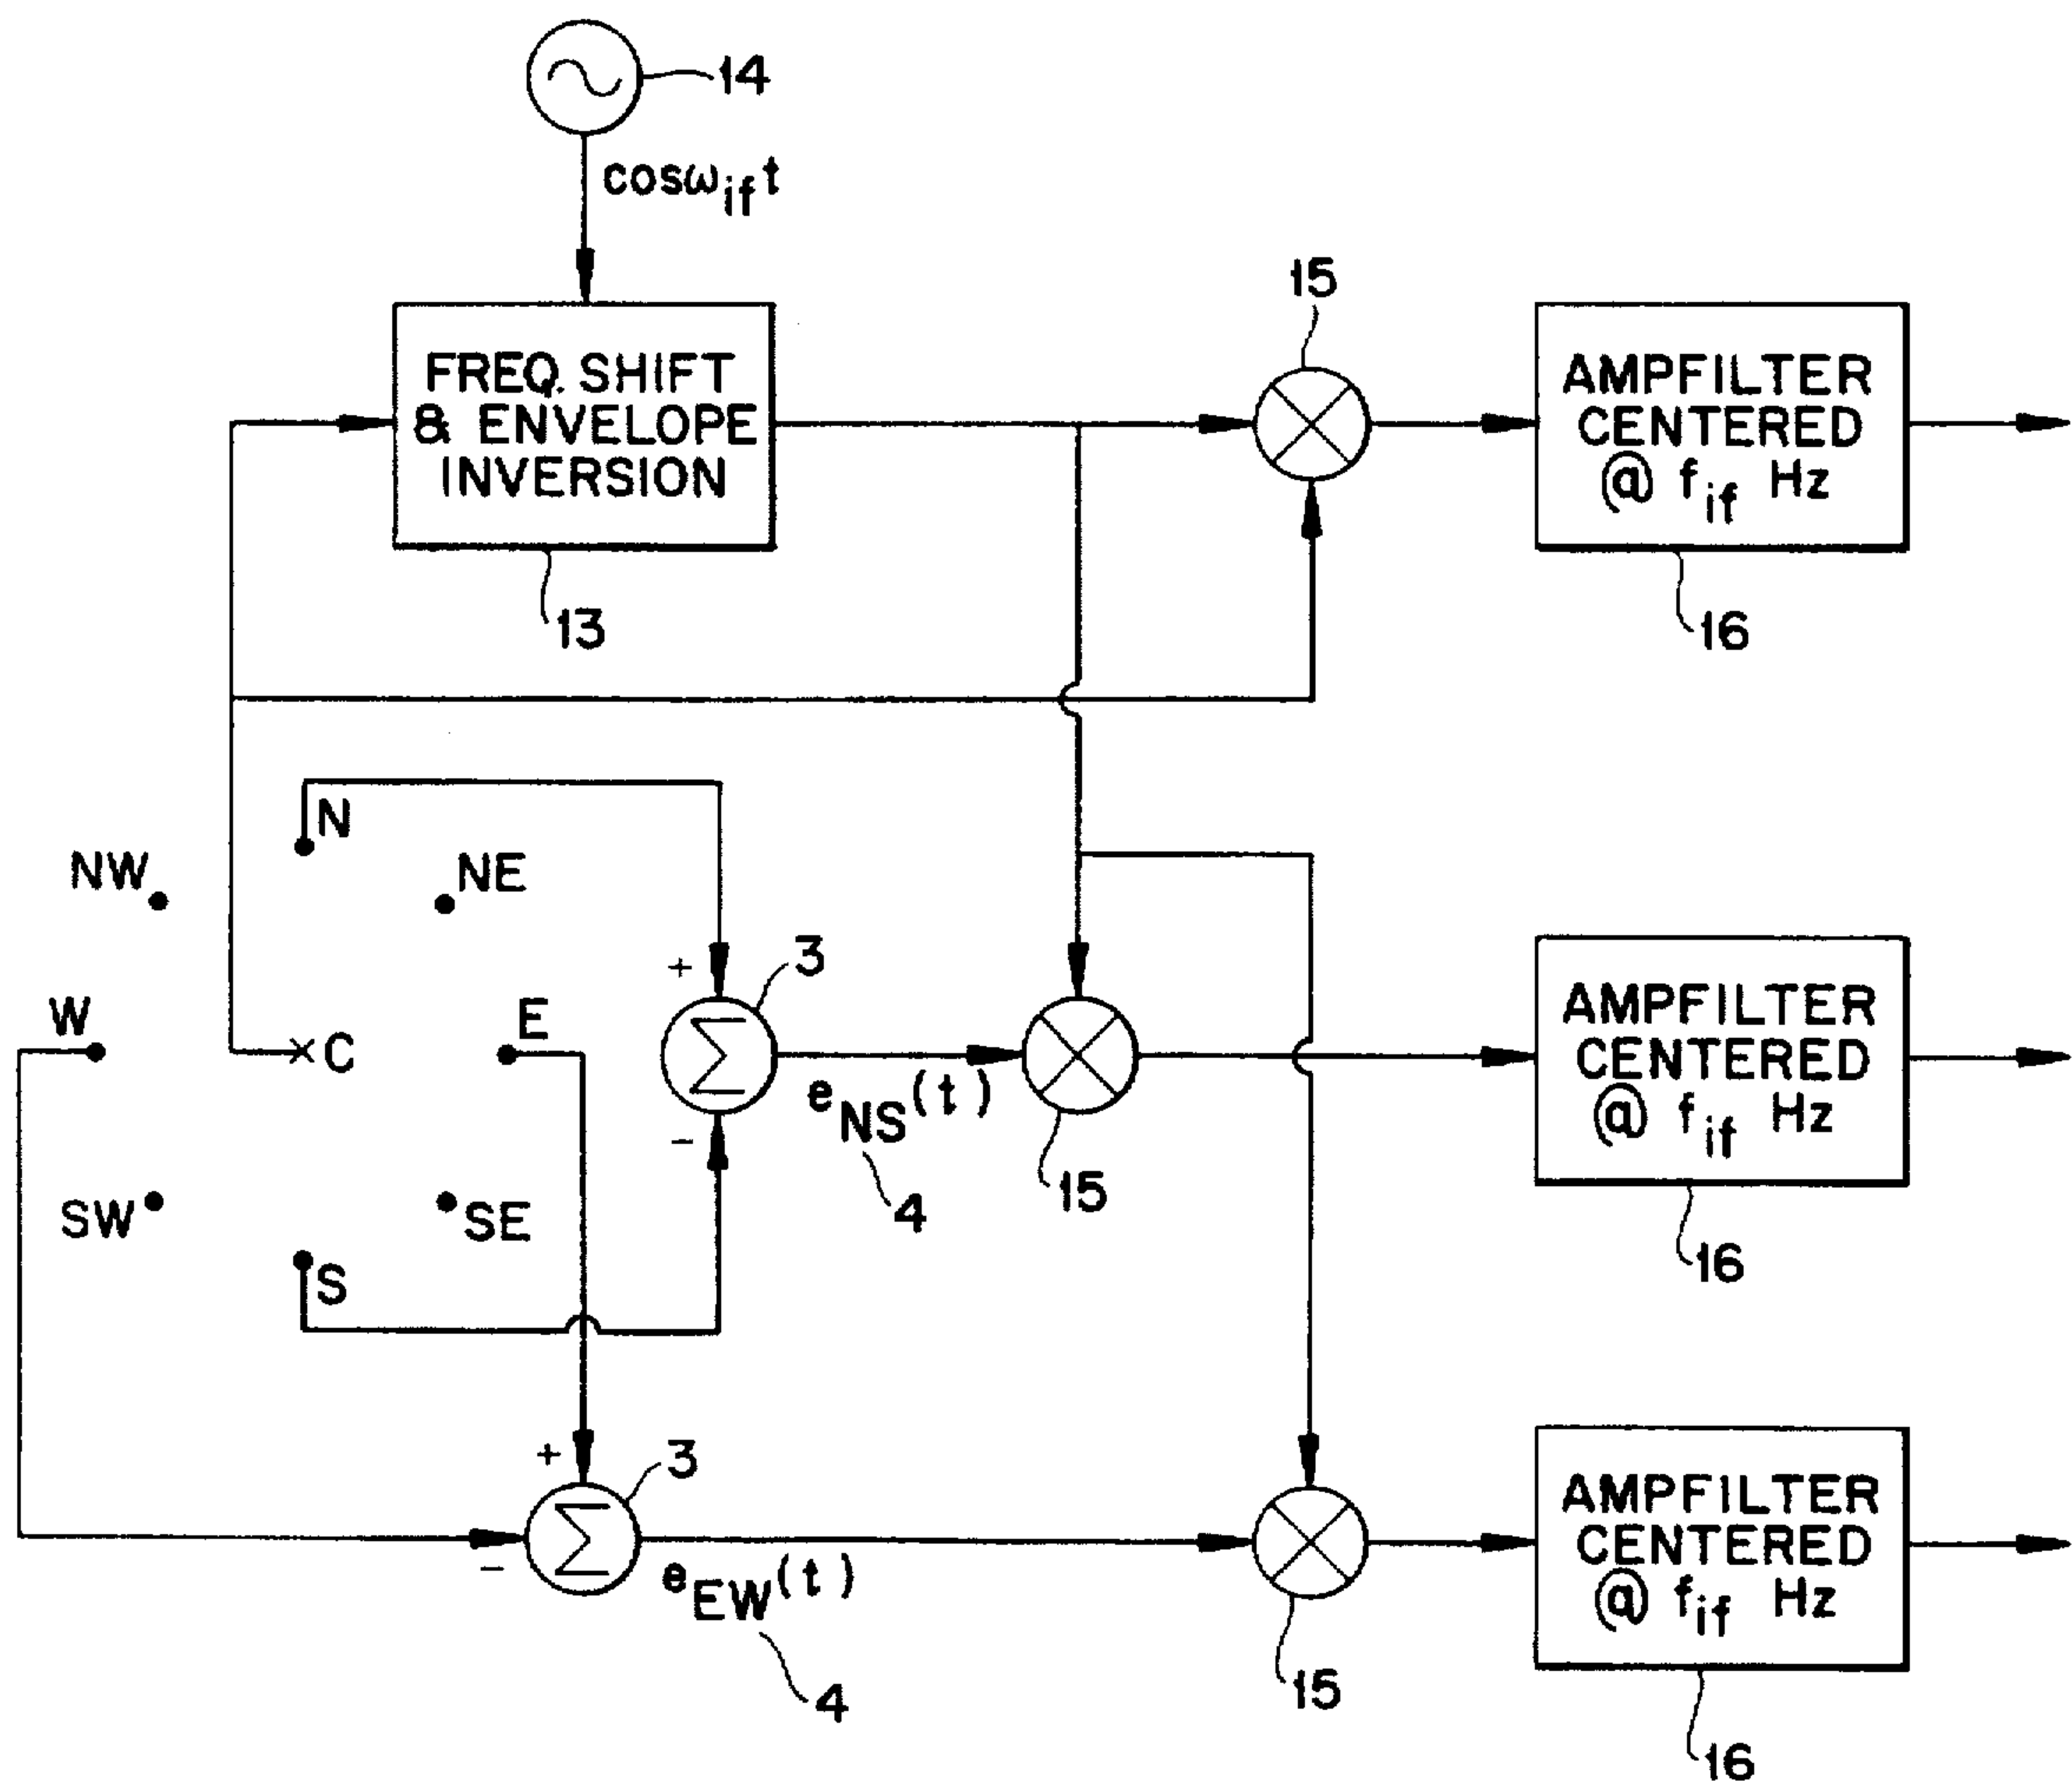 14
cosω_if t
15
FREQ. SHIFT
& ENVELOPE
INVERSION
AMPFILTER
CENTERED
@ f_if Hz
13
16
N
NW
NE
3
+
W
E
C
AMPFILTER
CENTERED
@ f_if Hz
e_NS(t)
-
15
4
SW
SE
S
16
3
+
AMPFILTER
CENTERED
@ f_if Hz
-
e_EW(t)
15
4
16